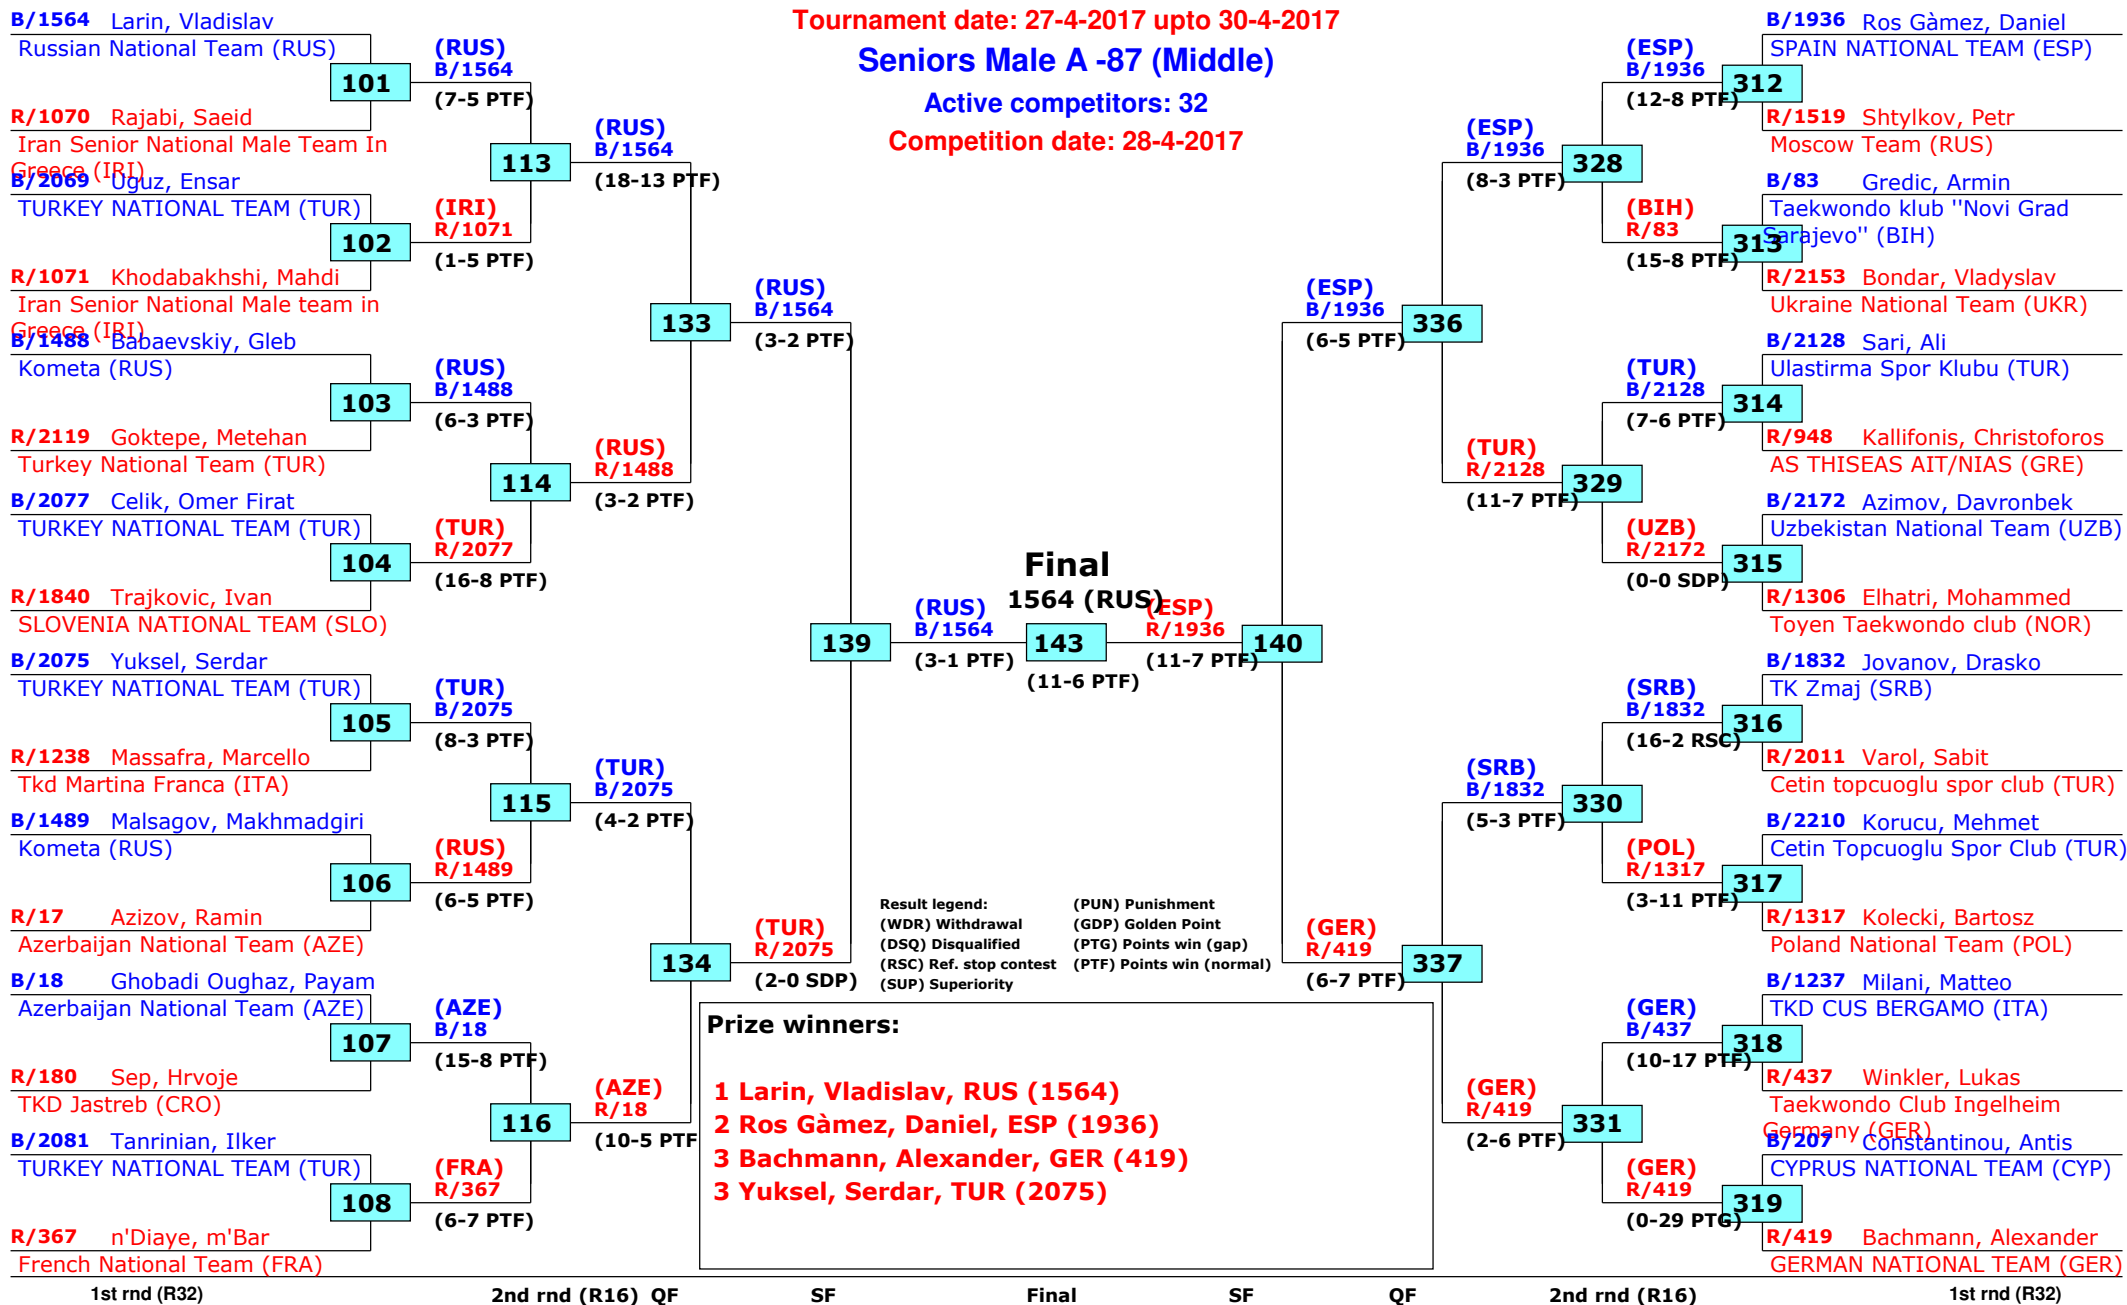 Tournament date: 27-4-2017 upto 30-4-2017
Seniors Male A -87 (Middle)
Active competitors: 32
Competition date: 28-4-2017
B/1564 Larin, Vladislav
Russian National Team (RUS)
101
R/1070 Rajabi, Saeid
Iran Senior National Male Team In
Greece (IRI)
B/2069 Uguz, Ensar
TURKEY NATIONAL TEAM (TUR)
102
R/1071 Khodabakhshi, Mahdi
Iran Senior National Male team in
Greece (IRI)
B/1488 Babaevskiy, Gleb
Kometa (RUS)
103
R/2119 Goktepe, Metehan
Turkey National Team (TUR)
B/2077 Celik, Omer Firat
TURKEY NATIONAL TEAM (TUR)
104
R/1840 Trajkovic, Ivan
SLOVENIA NATIONAL TEAM (SLO)
B/2075 Yuksel, Serdar
TURKEY NATIONAL TEAM (TUR)
105
R/1238 Massafra, Marcello
Tkd Martina Franca (ITA)
B/1489 Malsagov, Makhmadgiri
Kometa (RUS)
106
R/17 Azizov, Ramin
Azerbaijan National Team (AZE)
B/18 Ghobadi Oughaz, Payam
Azerbaijan National Team (AZE)
107
R/180 Sep, Hrvoje
TKD Jastreb (CRO)
B/2081 Tanrinian, Ilker
TURKEY NATIONAL TEAM (TUR)
108
R/367 n'Diaye, m'Bar
French National Team (FRA)
(RUS)
B/1564
(7-5 PTF)
113
(IRI)
R/1071
(1-5 PTF)
(RUS)
B/1488
(6-3 PTF)
114
(TUR)
R/2077
(16-8 PTF)
(TUR)
B/2075
(8-3 PTF)
115
(RUS)
R/1489
(6-5 PTF)
(AZE)
B/18
(15-8 PTF)
116
(FRA)
R/367
(6-7 PTF)
(RUS)
B/1564
(18-13 PTF)
133
(RUS)
R/1488
(3-2 PTF)
(TUR)
B/2075
(4-2 PTF)
134
(AZE)
R/18
(10-5 PTF
(RUS)
B/1564
(3-2 PTF)
139
(TUR)
R/2075
(2-0 SDP)
(RUS)
B/1564
(3-1 PTF)
Final
1564 (RUS)
143
(11-6 PTF)
(ESP)
R/1936
(11-7 PTF)
140
(ESP)
B/1936
(6-5 PTF)
336
(GER)
R/419
(6-7 PTF)
337
(ESP)
B/1936
(8-3 PTF)
328
(TUR)
R/2128
(11-7 PTF)
329
(SRB)
B/1832
(5-3 PTF)
330
(GER)
R/419
(2-6 PTF)
331
(ESP)
B/1936
(12-8 PTF)
312
(BIH)
R/83
(15-8 PTF)
313
(TUR)
B/2128
(7-6 PTF)
314
(UZB)
R/2172
(0-0 SDP)
315
(SRB)
B/1832
(16-2 RSC)
316
(POL)
R/1317
(3-11 PTF)
317
(GER)
B/437
(10-17 PTF)
318
(GER)
R/419
(0-29 PTG)
319
B/1936 Ros Gàmez, Daniel
SPAIN NATIONAL TEAM (ESP)
R/1519 Shtylkov, Petr
Moscow Team (RUS)
B/83 Gredic, Armin
Taekwondo klub ''Novi Grad
Sarajevo'' (BIH)
R/2153 Bondar, Vladyslav
Ukraine National Team (UKR)
B/2128 Sari, Ali
Ulastirma Spor Klubu (TUR)
R/948 Kallifonis, Christoforos
AS THISEAS AIT/NIAS (GRE)
B/2172 Azimov, Davronbek
Uzbekistan National Team (UZB)
R/1306 Elhatri, Mohammed
Toyen Taekwondo club (NOR)
B/1832 Jovanov, Drasko
TK Zmaj (SRB)
R/2011 Varol, Sabit
Cetin topcuoglu spor club (TUR)
B/2210 Korucu, Mehmet
Cetin Topcuoglu Spor Club (TUR)
R/1317 Kolecki, Bartosz
Poland National Team (POL)
B/1237 Milani, Matteo
TKD CUS BERGAMO (ITA)
R/437 Winkler, Lukas
Taekwondo Club Ingelheim
Germany (GER)
B/207 Constantinou, Antis
CYPRUS NATIONAL TEAM (CYP)
R/419 Bachmann, Alexander
GERMAN NATIONAL TEAM (GER)
Result legend:
(WDR) Withdrawal
(DSQ) Disqualified
(RSC) Ref. stop contest
(SUP) Superiority
(PUN) Punishment
(GDP) Golden Point
(PTG) Points win (gap)
(PTF) Points win (normal)
Prize winners:
1 Larin, Vladislav, RUS (1564)
2 Ros Gàmez, Daniel, ESP (1936)
3 Bachmann, Alexander, GER (419)
3 Yuksel, Serdar, TUR (2075)
1st rnd (R32) 2nd rnd (R16) QF SF Final SF QF 2nd rnd (R16) 1st rnd (R32)